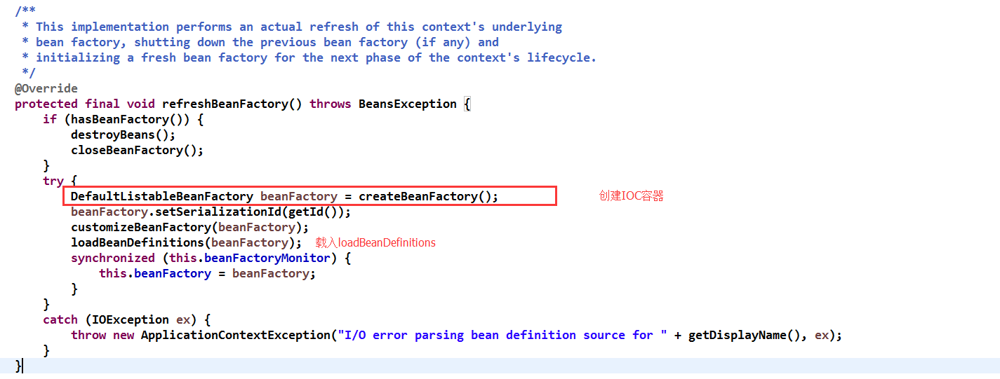 /**
 * This implementation performs an actual refresh of this context's underlying
 * bean factory, shutting down the previous bean factory (if any) and
 * initializing a fresh bean factory for the next phase of the context's lifecycle.
 */
@Override
protected final void refreshBeanFactory() throws BeansException {
    if (hasBeanFactory()) {
        destroyBeans();
        closeBeanFactory();
    }
    try {
        DefaultListableBeanFactory beanFactory = createBeanFactory(); 创建IOC容器
        beanFactory.setSerializationId(getId());
        customizeBeanFactory(beanFactory);
        loadBeanDefinitions(beanFactory); 载入loadBeanDefinitions
        synchronized (this.beanFactoryMonitor) {
            this.beanFactory = beanFactory;
        }
    }
    catch (IOException ex) {
        throw new ApplicationContextException("I/O error parsing bean definition source for " + getDisplayName(), ex);
    }
}